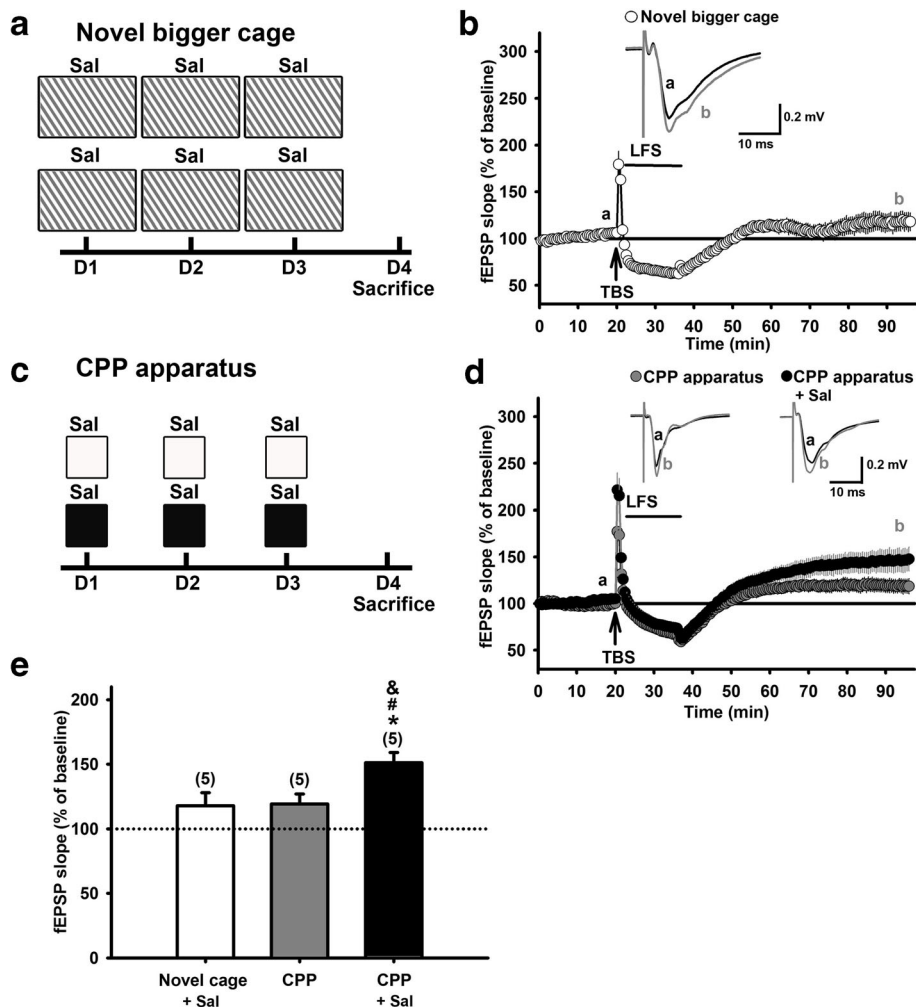 a
Novel bigger cage
Sal Sal Sal
Sal Sal Sal
D1 D2 D3 D4
Sacrifice
b
Novel bigger cage
300
250
200
150
100
50
fEPSP slope (% of baseline)
a
b
0.2 mV
10 ms
LFS
a
b
TBS
0 10 20 30 40 50 60 70 80 90
Time (min)
c
CPP apparatus
Sal Sal Sal
Sal Sal Sal
D1 D2 D3 D4
Sacrifice
d
CPP apparatus CPP apparatus
+ Sal
300
250
200
150
100
50
fEPSP slope (% of baseline)
a
b
a
b
0.2 mV
10 ms
LFS
a
b
TBS
0 10 20 30 40 50 60 70 80 90
Time (min)
e
200
150
100
50
0
fEPSP slope (% of baseline)
&
#
*
(5) (5) (5)
Novel cage CPP CPP
+ Sal + Sal